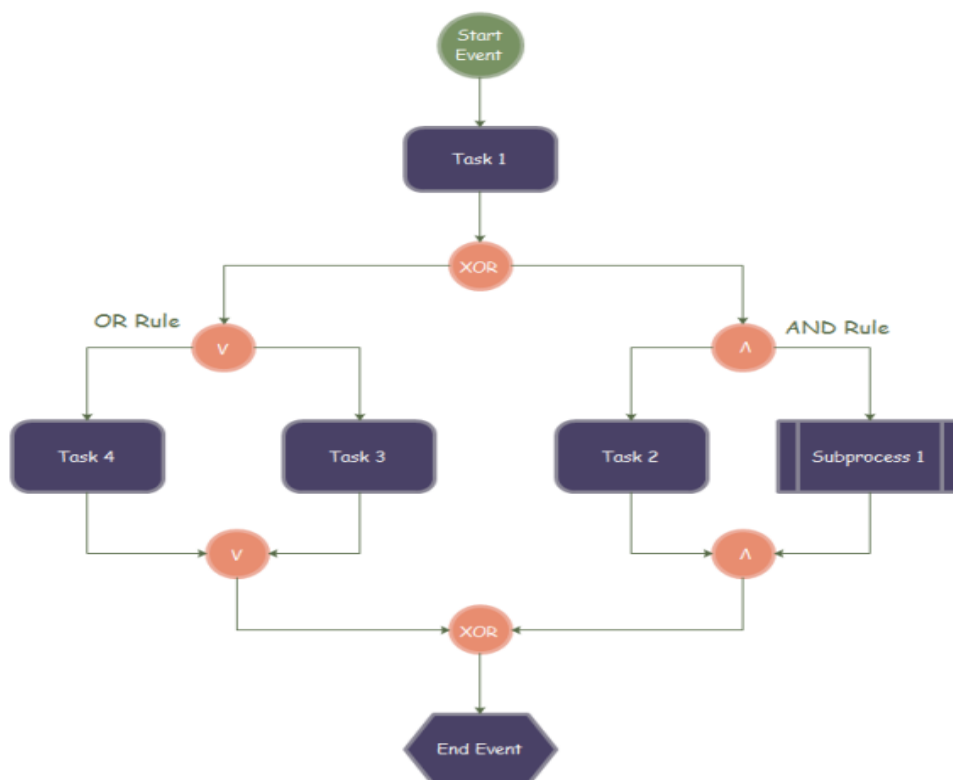 Start
Event
Task 1
XOR
OR Rule
AND Rule
V
Λ
Task 4
Task 3
Task 2
Subprocess 1
V
Λ
XOR
End Event